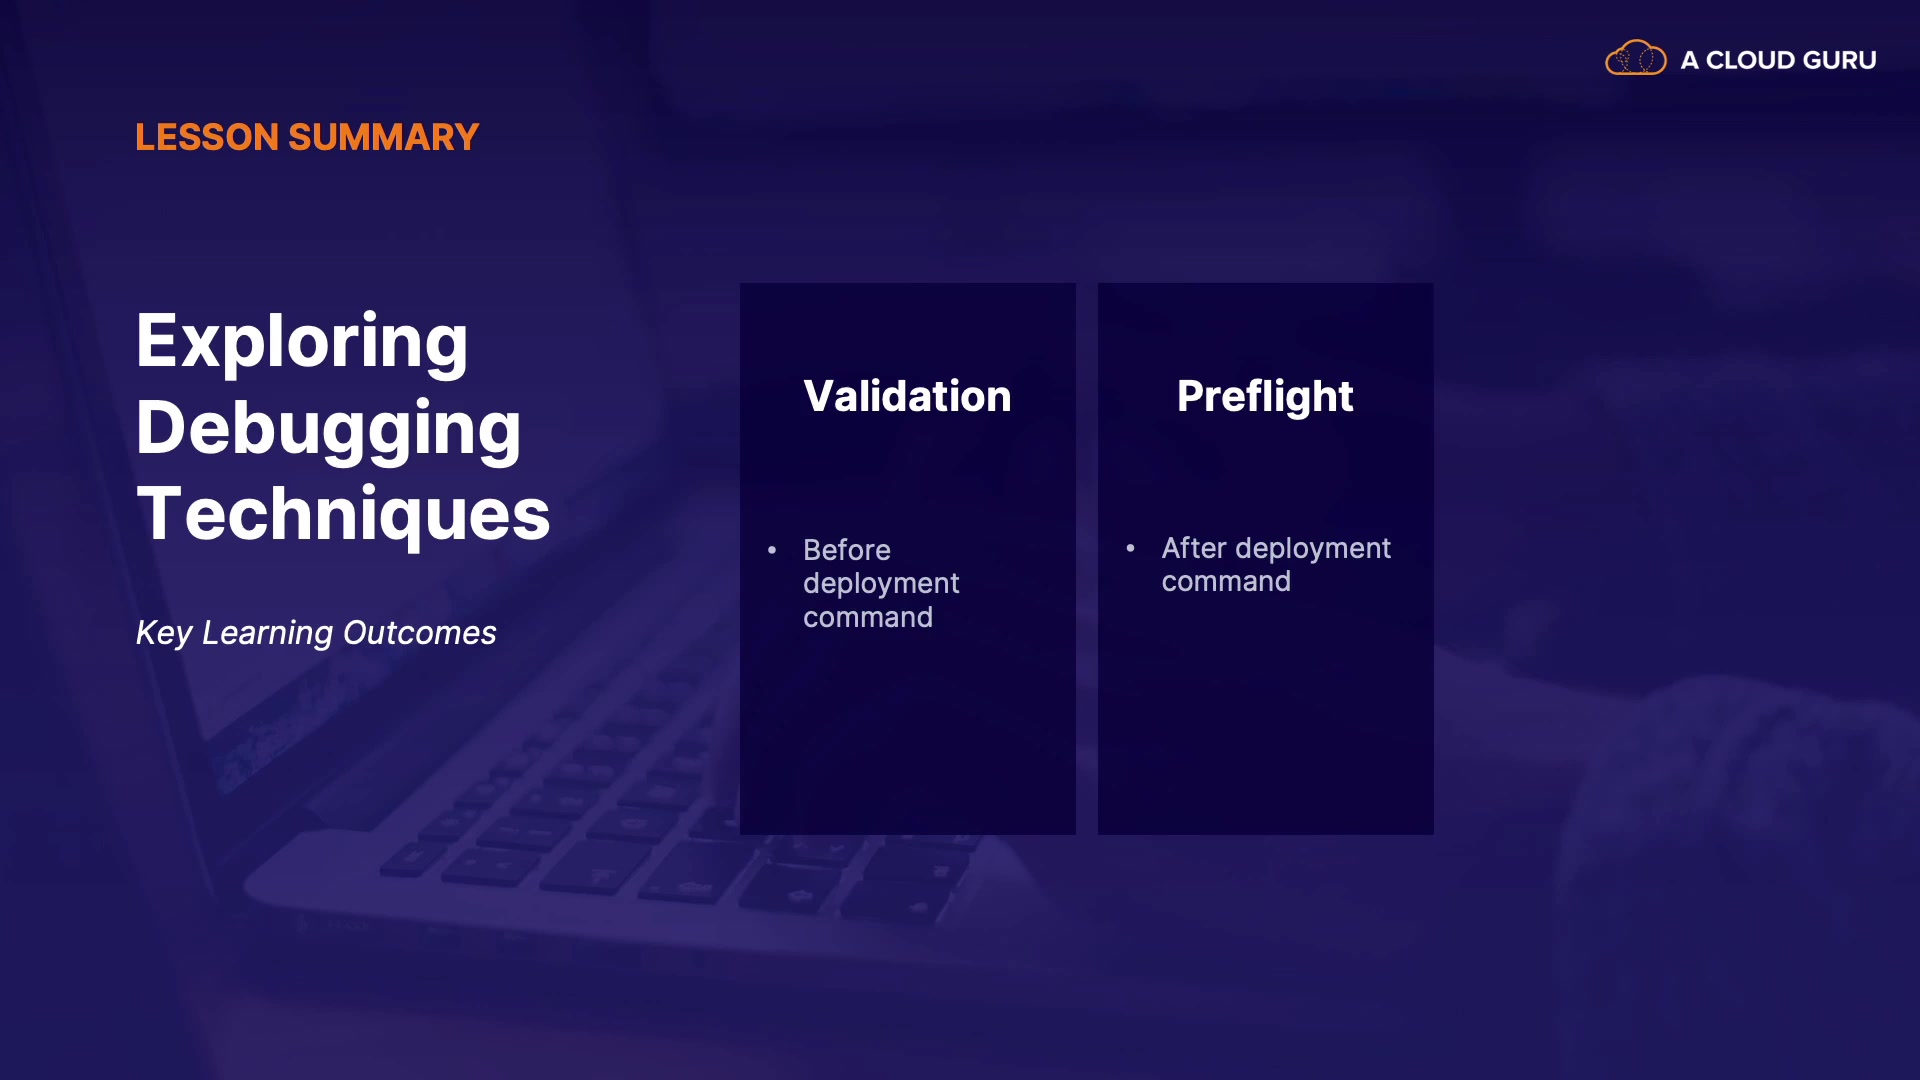 A CLOUD GURU
LESSON SUMMARY
Exploring
Debugging
Techniques
Key Learning Outcomes
Validation
• Before
deployment
command
Preflight
• After deployment
command